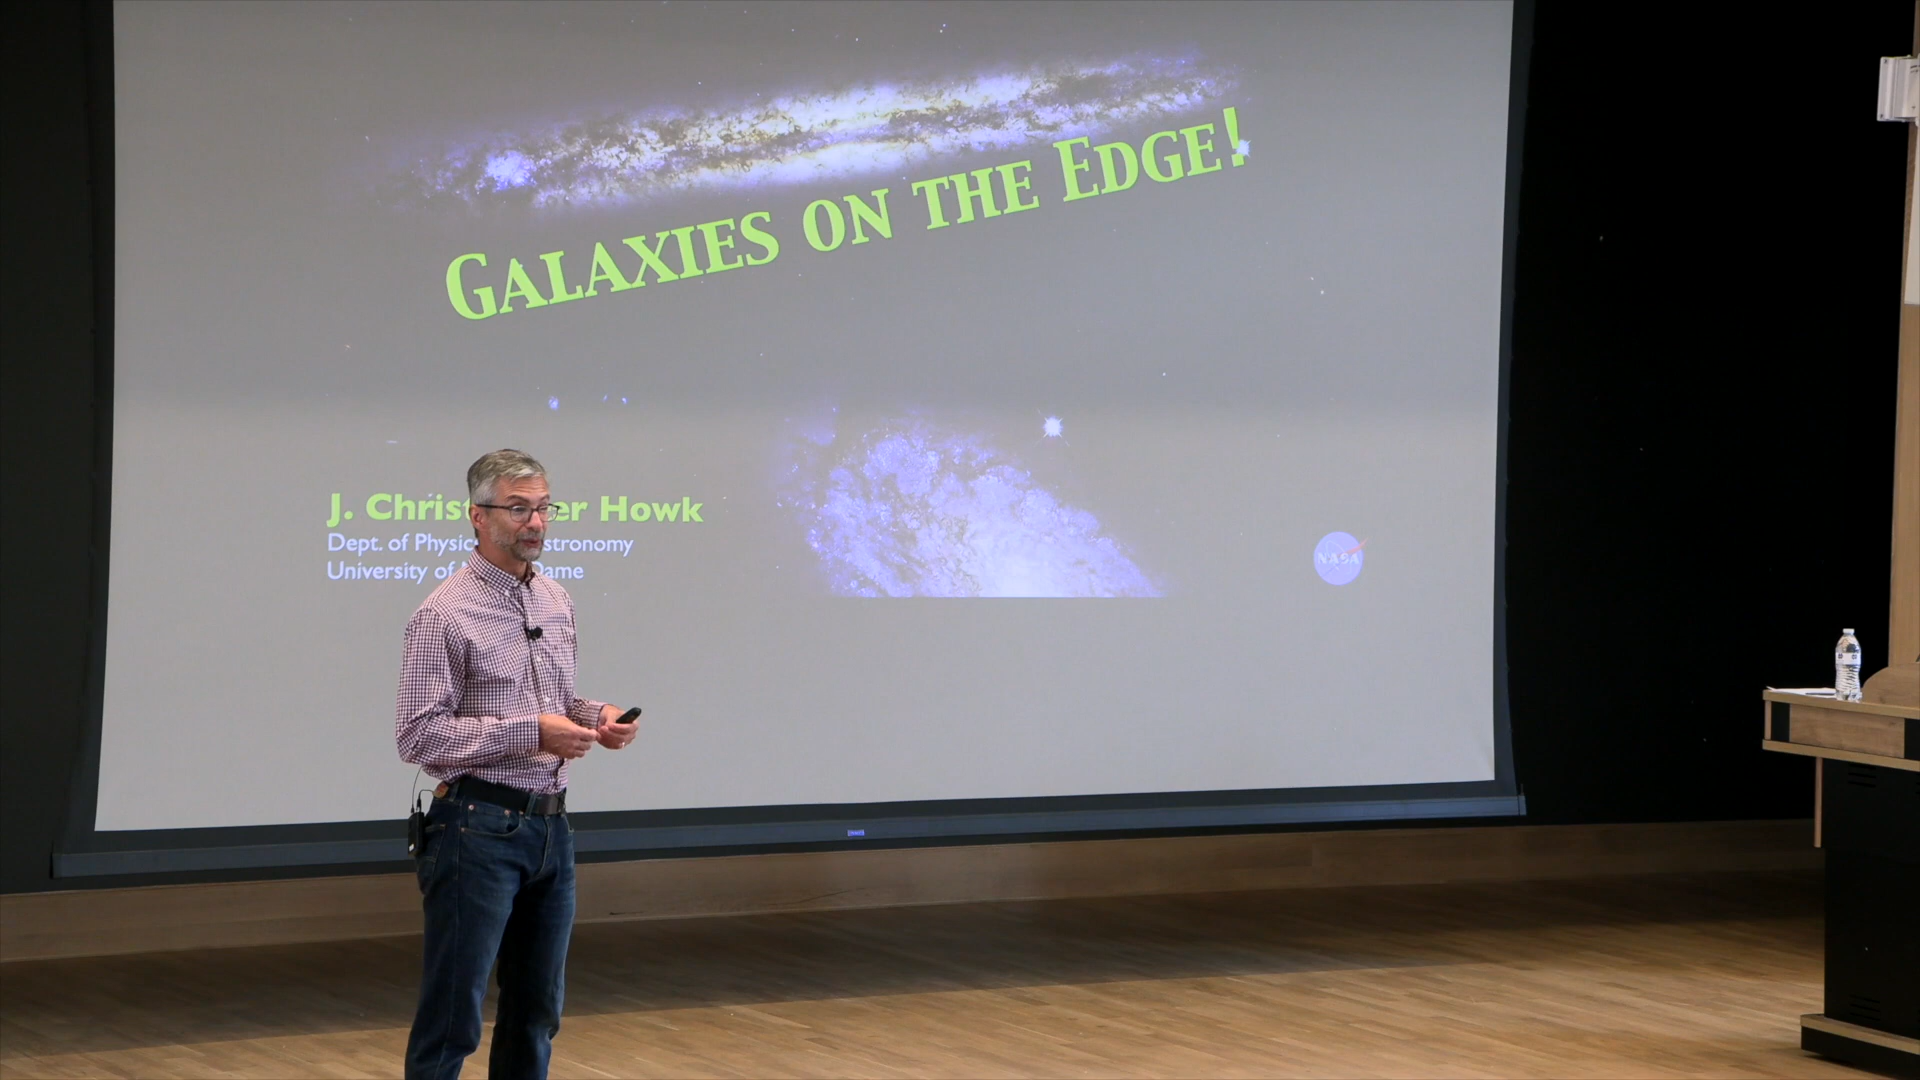 GALAXIES ON THE EDGE!
J. Christ er Howk
Dept. of Physic stronomy
University of Dame
NASA